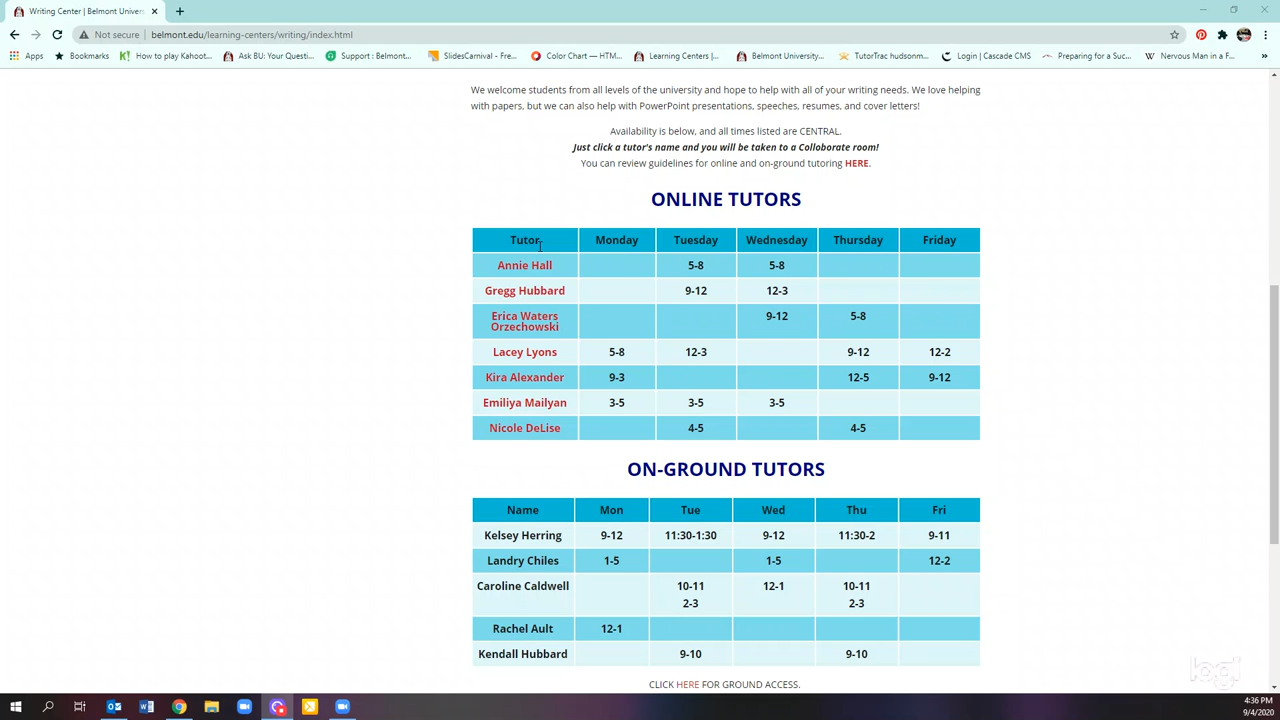 Writing Center | Belmont Univer
Not secure | belmont.edu/learning-centers/writing/index.html
Apps Bookmarks How to play Kahoot... Ask BU: Your Questi... Support : Belmont... SlidesCarnival - Fre... Color Chart — HTM... Learning Centers |... Belmont University... TutorTrac hudsonm... Login | Cascade CMS Preparing for a Suc... Nervous Man in a F...
We welcome students from all levels of the university and hope to help with all of your writing needs. We love helping
with papers, but we can also help with PowerPoint presentations, speeches, resumes, and cover letters!
Availability is below, and all times listed are CENTRAL.
Just click a tutor's name and you will be taken to a Colloborate room!
You can review guidelines for online and on-ground tutoring HERE.
ONLINE TUTORS
Tutor Monday Tuesday Wednesday Thursday Friday
Annie Hall 5-8 5-8
Gregg Hubbard 9-12 12-3
Erica Waters 9-12 5-8
Orzechowski
Lacey Lyons 5-8 12-3 9-12 12-2
Kira Alexander 9-3 12-5 9-12
Emiliya Mailyan 3-5 3-5 3-5
Nicole DeLise 4-5 4-5
ON-GROUND TUTORS
Name Mon Tue Wed Thu Fri
Kelsey Herring 9-12 11:30-1:30 9-12 11:30-2 9-11
Landry Chiles 1-5 1-5 12-2
Caroline Caldwell 10-11 12-1 10-11
2-3 2-3
Rachel Ault 12-1
Kendall Hubbard 9-10 9-10
CLICK HERE FOR GROUND ACCESS.
logi
4:36 PM
9/4/2020